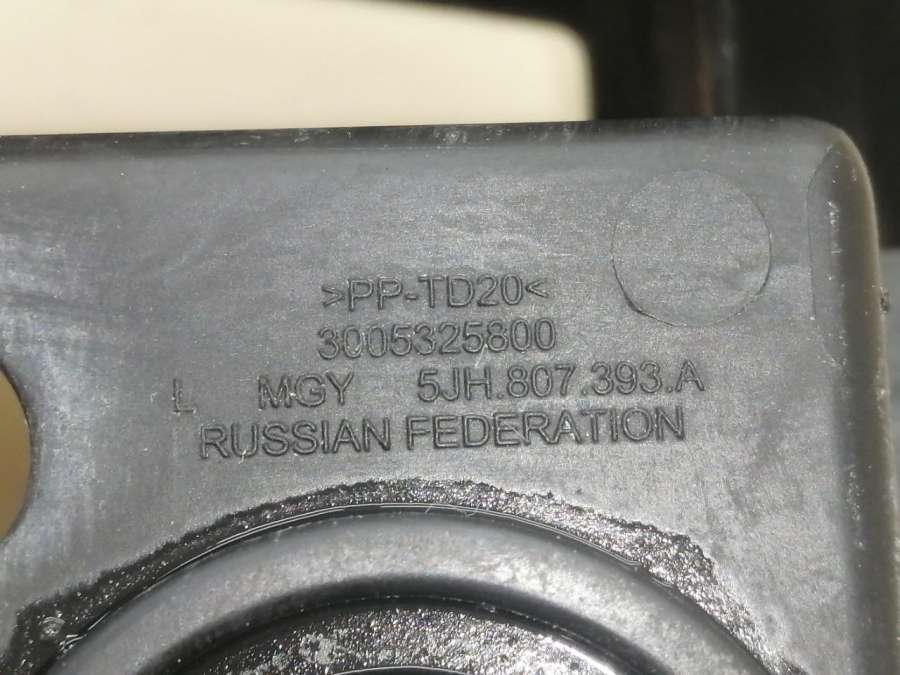 >PP-TD20<
3005325800
L MGY 5JH.807.393.A
RUSSIAN FEDERATION